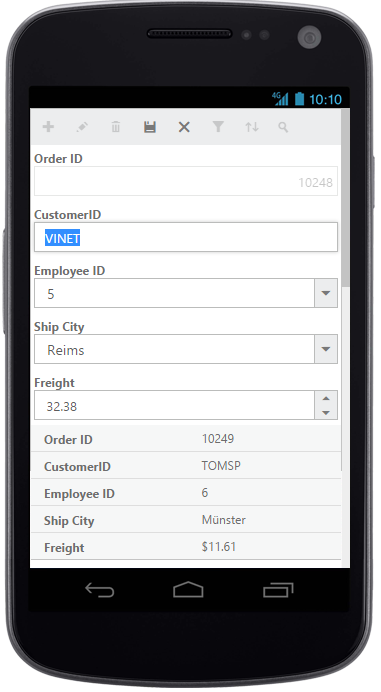 4G 10:10
Order ID
10248
CustomerID
VINET
Employee ID
5
Ship City
Reims
Freight
32.38
Order ID 10249
CustomerID TOMSP
Employee ID 6
Ship City Münster
Freight $11.61